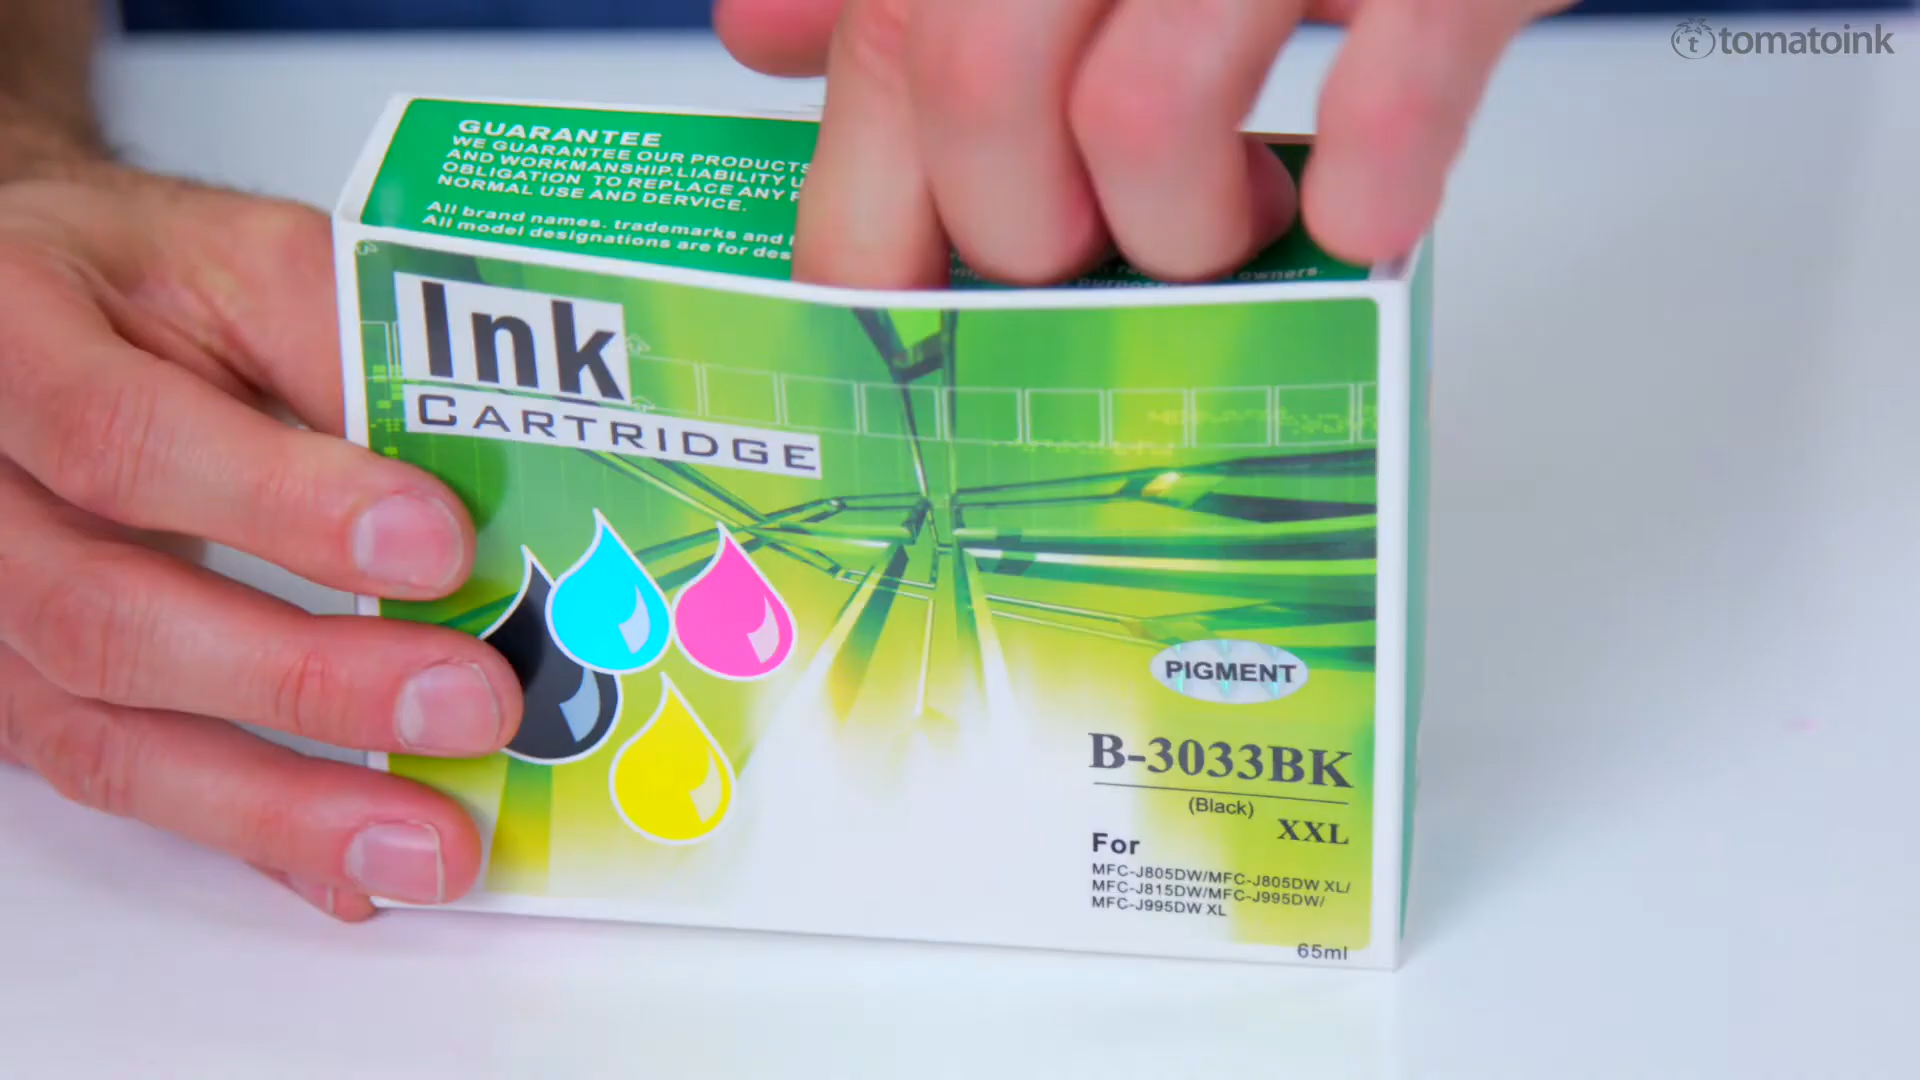 tomatoink
GUARANTEE
WE GUARANTEE OUR PRODUCTS
AND WORKMANSHIP.LIABILITY
OBLIGATION TO REPLACE ANY
NORMAL USE AND DERVICE.
All brand names. trademarks and
All model designations are for
owners.
Ink
CARTRIDGE
PIGMENT
B-3033BK
(Black)
XXL
For
MFC-J805DW/MFC-J805DW XL/
MFC-J815DW/MFC-J995DW/
MFC-J995DW XL
65ml